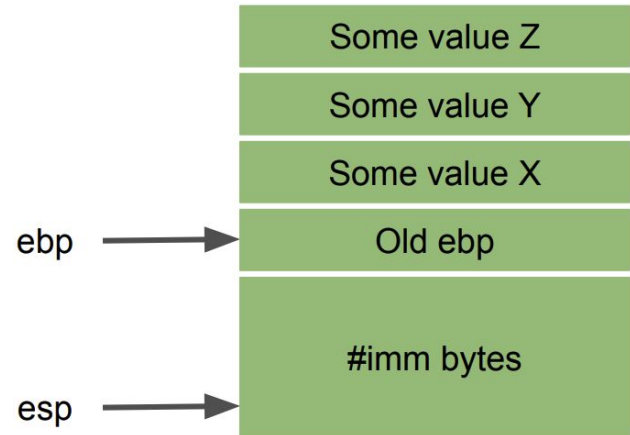 Some value Z
Some value Y
Some value X
ebp
Old ebp
#imm bytes
esp